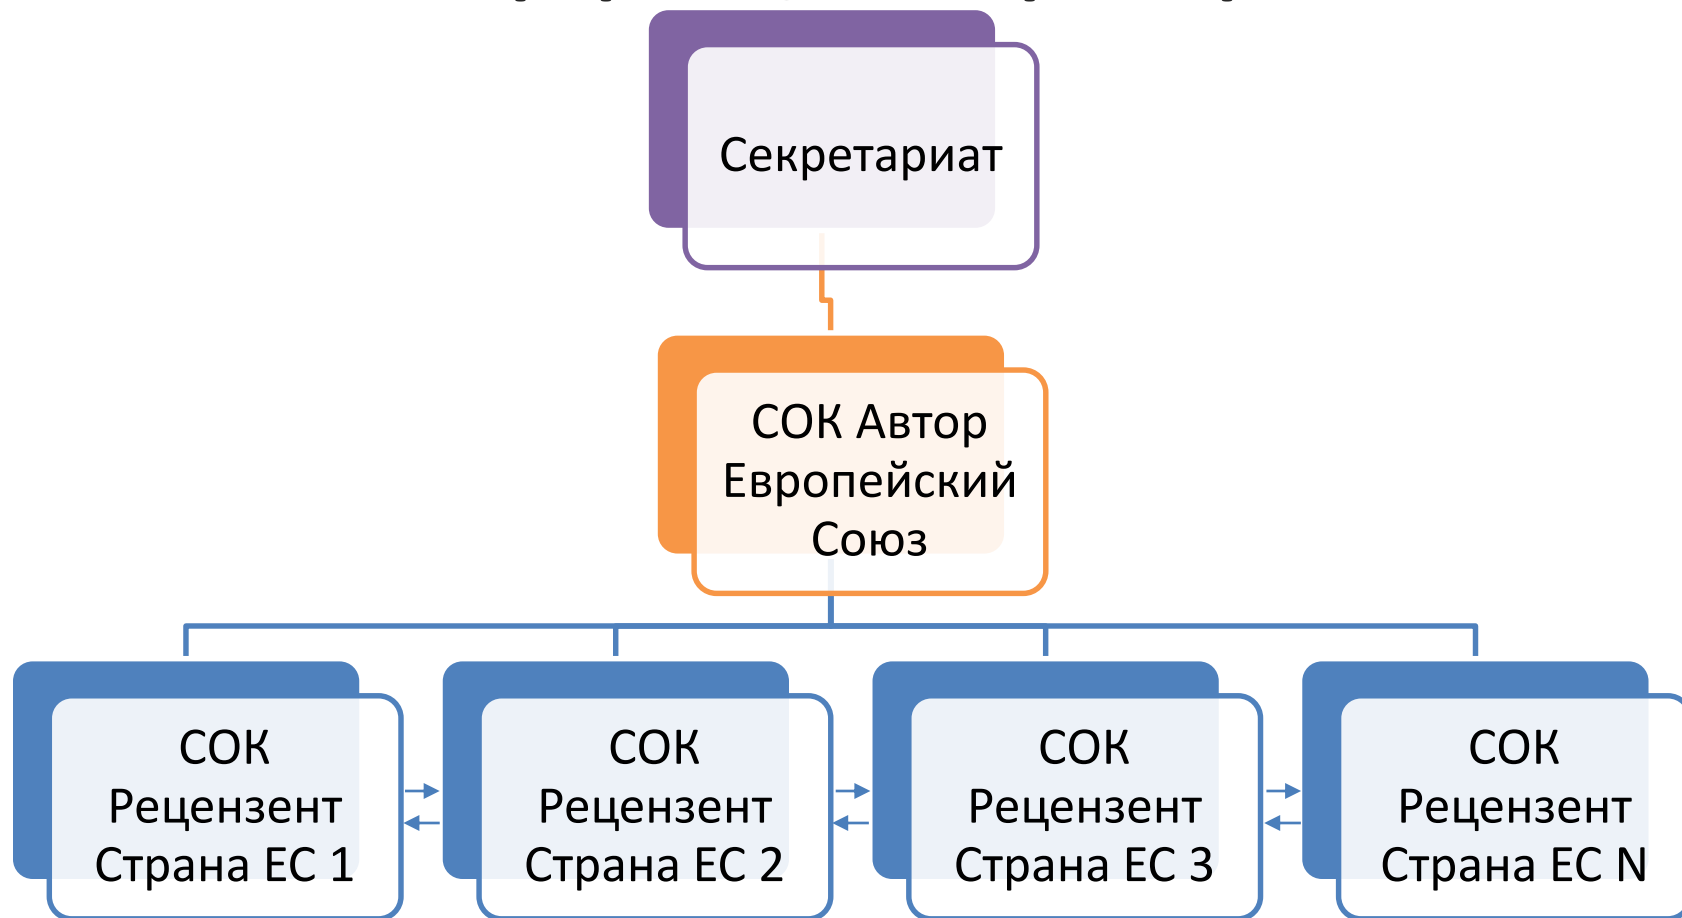 Секретариат
СОК Автор
Европейский
Союз
СОК
Рецензент
Страна ЕС 1
СОК
Рецензент
Страна ЕС 2
СОК
Рецензент
Страна ЕС 3
СОК
Рецензент
Страна ЕС N